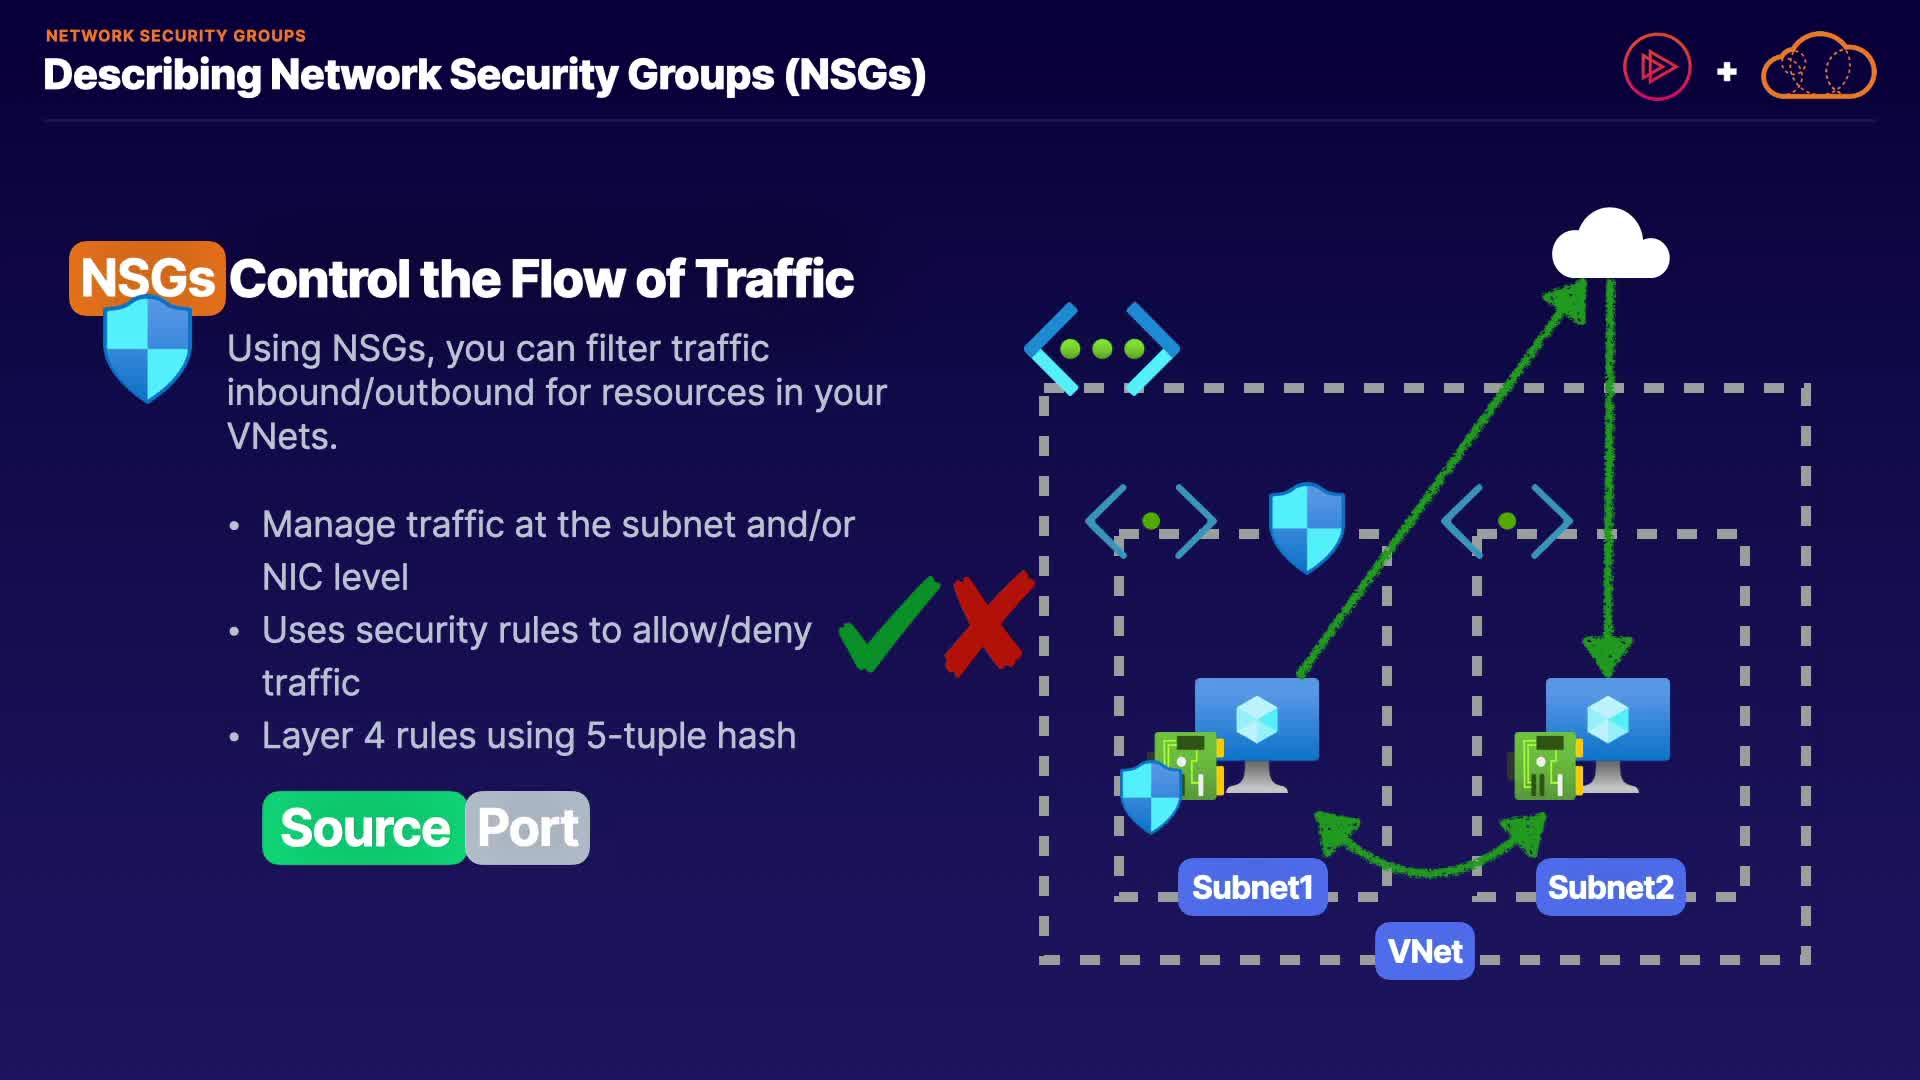 NETWORK SECURITY GROUPS
Describing Network Security Groups (NSGs)
NSGs Control the Flow of Traffic
Using NSGs, you can filter traffic
inbound/outbound for resources in your
VNets.
• Manage traffic at the subnet and/or
NIC level
• Uses security rules to allow/deny
traffic
• Layer 4 rules using 5-tuple hash
Source Port
Subnet1
Subnet2
VNet